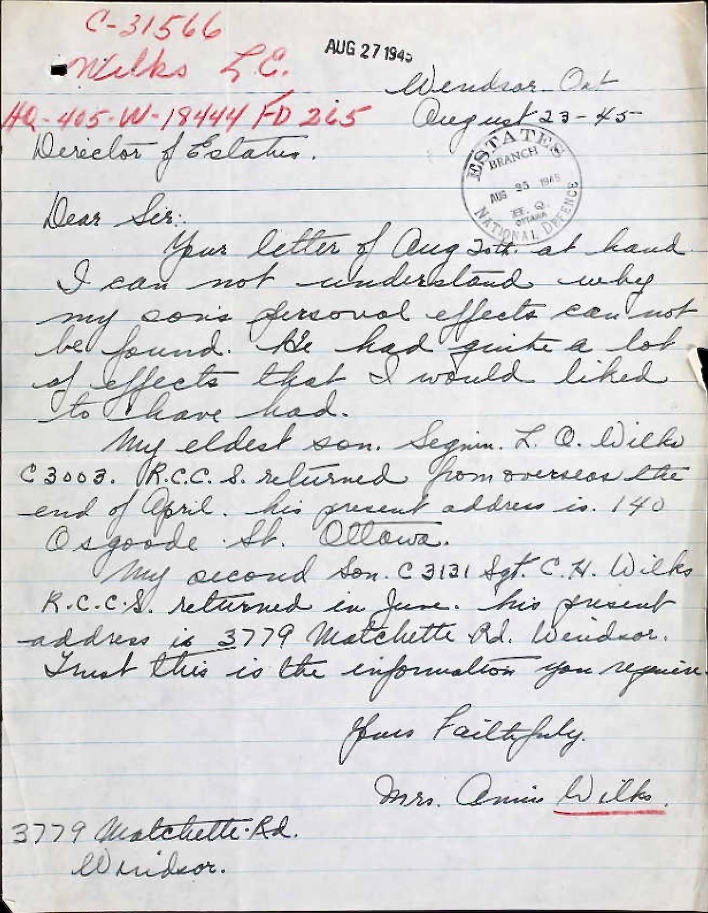 C-31566
AUG 27 1945
Wilks L.E.
Windsor Ont
HQ-405-W-18444 FD 265
August 23-45
Director of Estates.
ESTATES
BRANCH
AUG 25 1945
H.Q.
OTTAWA
NATIONAL DEFENCE
Dear Sir:
Your letter of Aug 20th. at hand
I can not understand why
my sons personal effects can not
be found. He had quite a lot
of effects that I would liked
to have had.
My eldest son. L. O. Wilks
C3003. R.C.C.S. returned from overseas the
end of April. his present address is. 140
Osgoode St. Ottawa.
My second Son. C3131 Sgt. C.H. Wilks
R.C.C.S. returned in June. his present
address is 3779 Matchette Rd. Windsor.
Trust this is the information you require.
Yours Faithfuly.
Mrs. Annie Wilks.
3779 Matchette Rd.
Windsor.